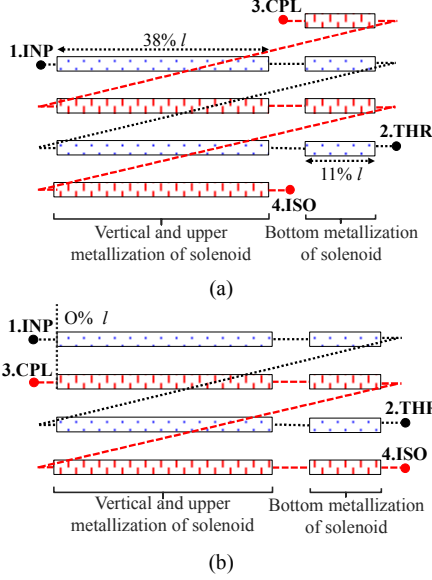 3.CPL
38% l
1.INP
2.THR
11% l
4.ISO
Vertical and upper
metallization of solenoid
Bottom metallization
of solenoid
(a)
O% l
1.INP
3.CPL
2.THR
4.ISO
Vertical and upper
metallization of solenoid
Bottom metallization
of solenoid
(b)